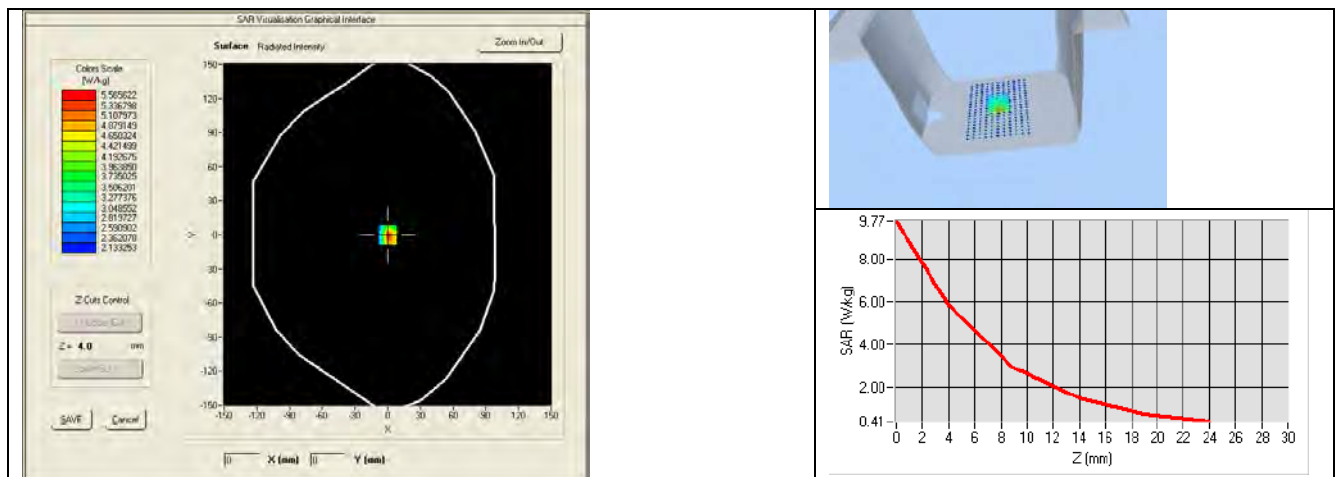 SAR Visualisation Graphical Interface
Surface Radiated Intensity
Zoom In/Out
Colors Scale
(W/kg)
5.565622
5.336798
5.107973
4.879149
4.650324
4.421499
4.192675
3.963850
3.735025
3.506201
3.277376
3.048552
2.819727
2.590902
2.362078
2.133253
Z Cuts Control
Z = 4.0 mm
SAVE Cancel
150
120
90
60
30
0
-30
-60
-90
-120
-150
Y
-150 -120 -90 -60 -30 0 30 60 90 120 150
X
0 X (mm) 0 Y (mm)
9.77
8.00
6.00
4.00
2.00
0.41
SAR (W/kg)
0 2 4 6 8 10 12 14 16 18 20 22 24 26 28 30
Z (mm)